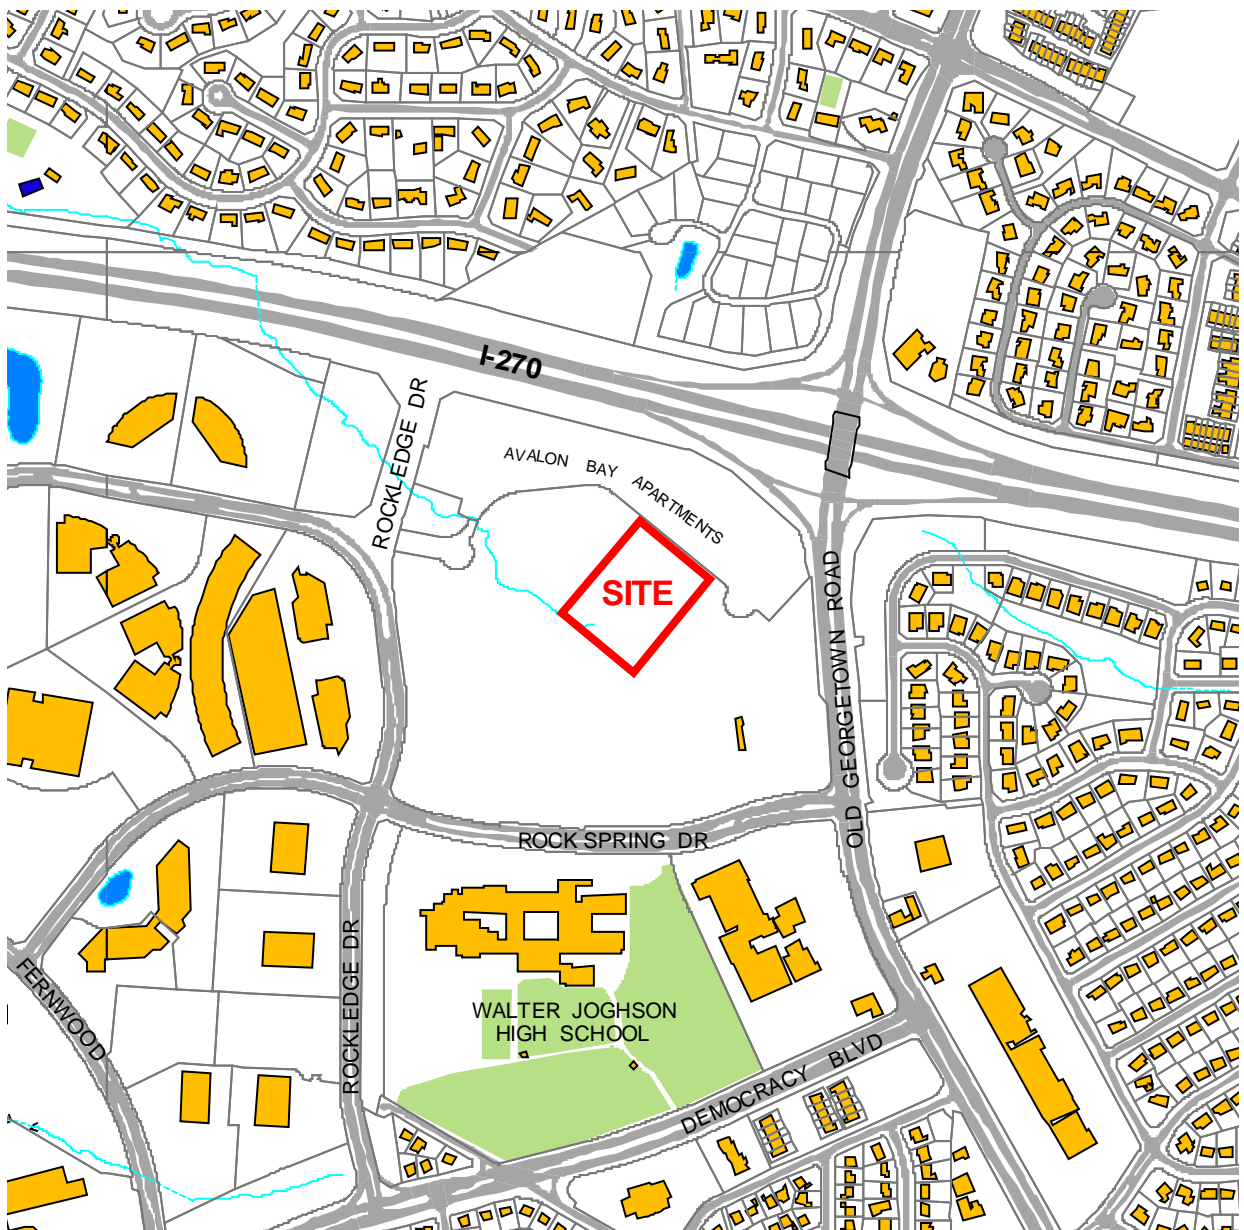 I-270
ROCKLEDGE DR
AVALON BAY APARTMENTS
SITE
OLD GEORGETOWN ROAD
ROCK SPRING DR
ROCKLEDGE DR
FERNWOOD
WALTER JOGHSON
HIGH SCHOOL
DEMOCRACY BLVD